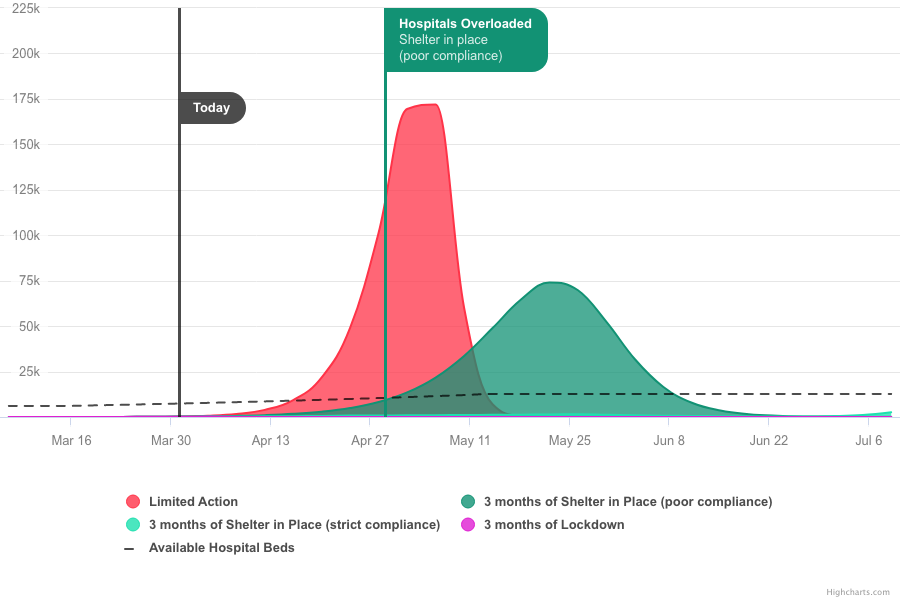 225k
Hospitals Overloaded
Shelter in place
(poor compliance)
200k
175k
Today
150k
125k
100k
75k
50k
25k
Mar 16 Mar 30 Apr 13 Apr 27 May 11 May 25 Jun 8 Jun 22 Jul 6
Limited Action 3 months of Shelter in Place (poor compliance)
3 months of Shelter in Place (strict compliance) 3 months of Lockdown
Available Hospital Beds
Highcharts.com